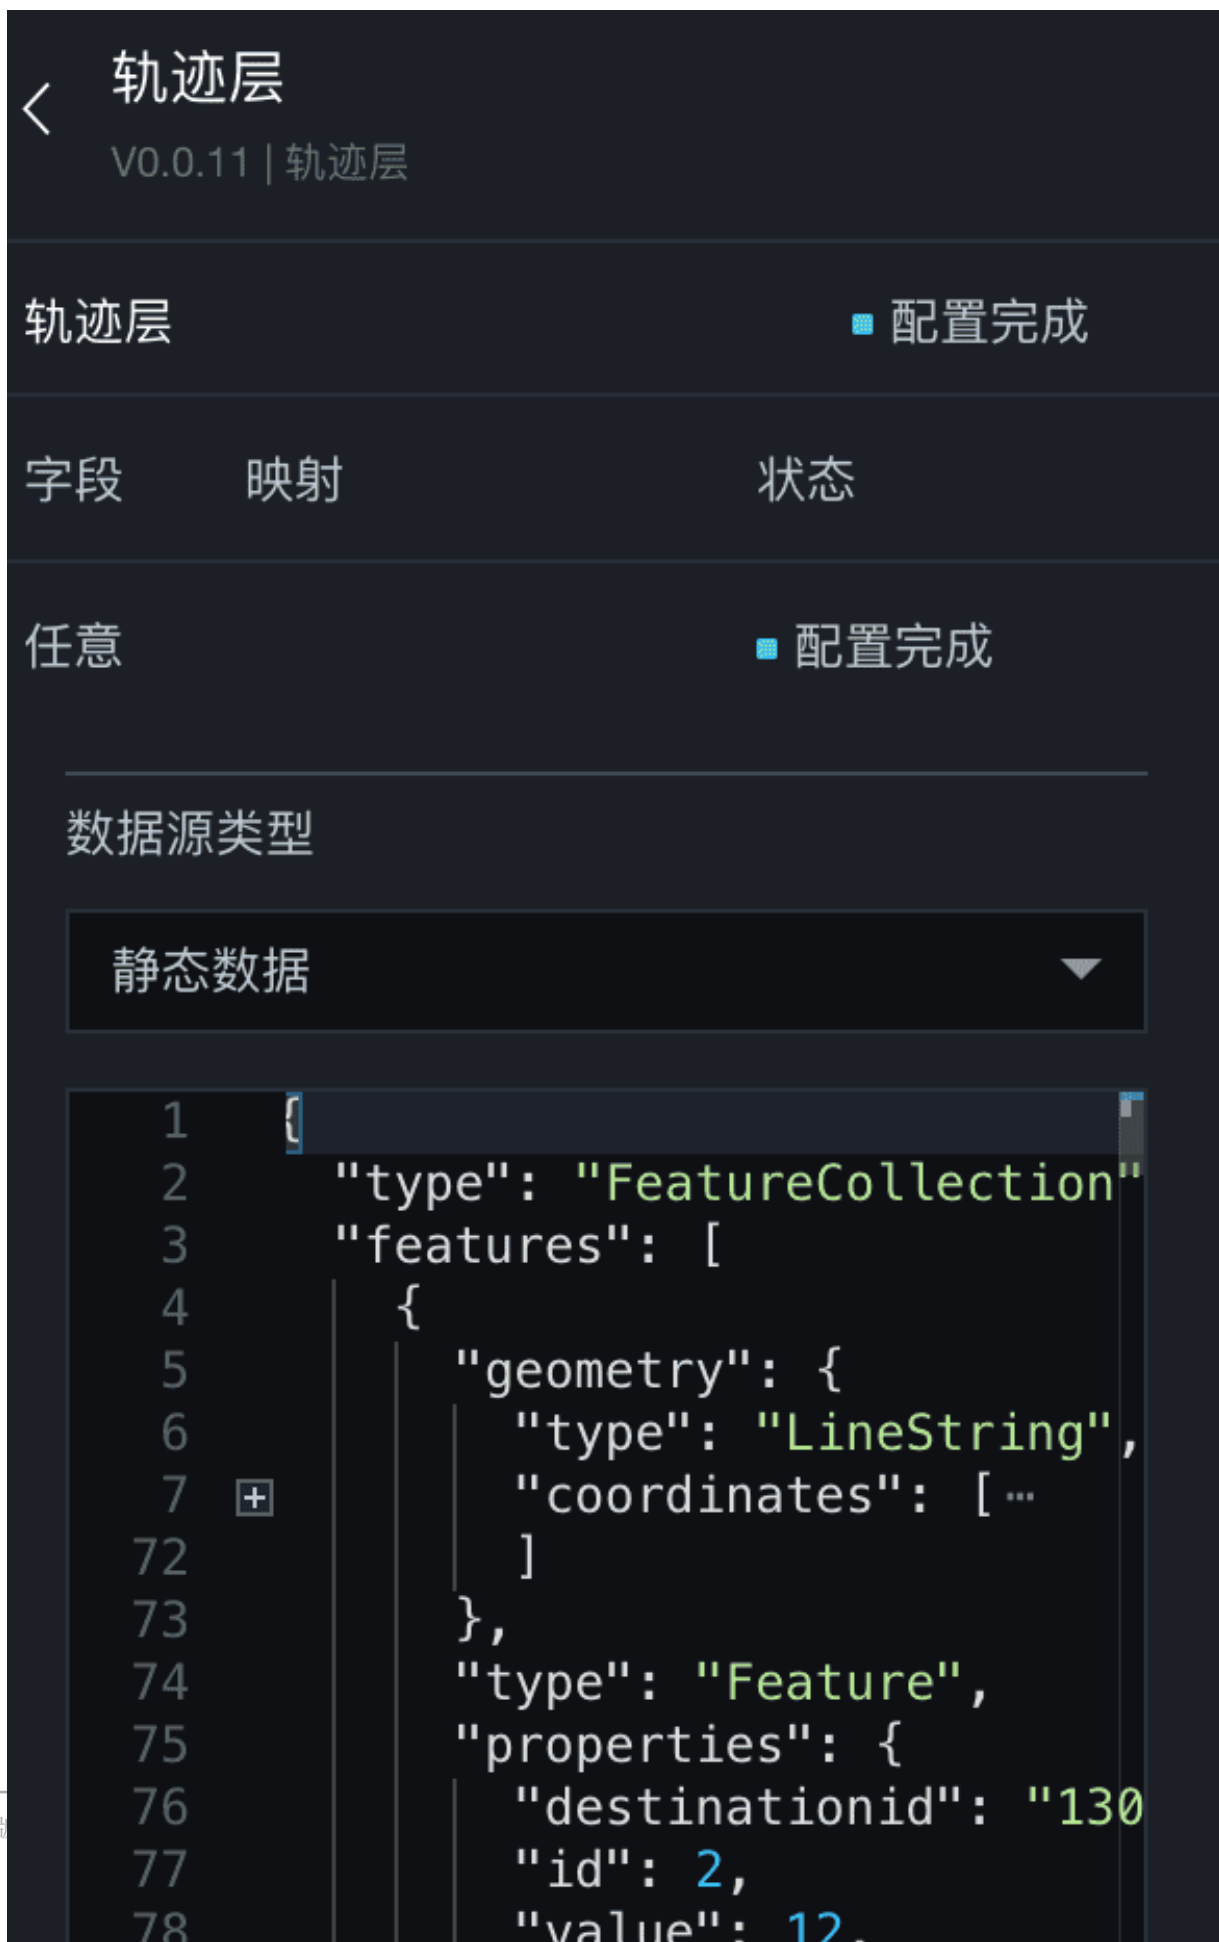 轨迹层
V0.0.11 | 轨迹层
轨迹层 配置完成
字段 映射 状态
任意 配置完成
数据源类型
静态数据
1 {
2 "type": "FeatureCollection"
3 "features": [
4 {
5 "geometry": {
6 "type": "LineString",
7 "coordinates": [ ⋯
72 ]
73 },
74 "type": "Feature",
75 "properties": {
76 "destinationid": "130
77 "id": 2,
78 "value": 12,